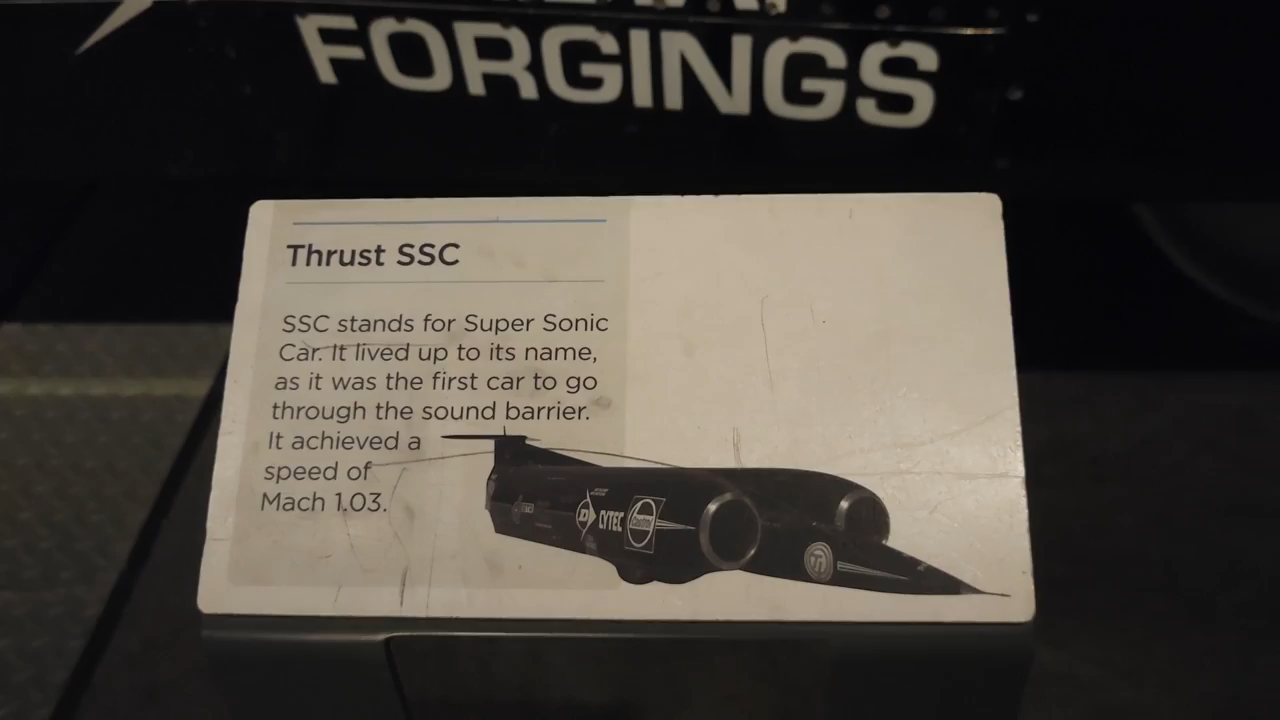 FORGINGS
Thrust SSC
SSC stands for Super Sonic
Car. It lived up to its name,
as it was the first car to go
through the sound barrier.
It achieved a
speed of
Mach 1.03.
CYTEC
Castrol